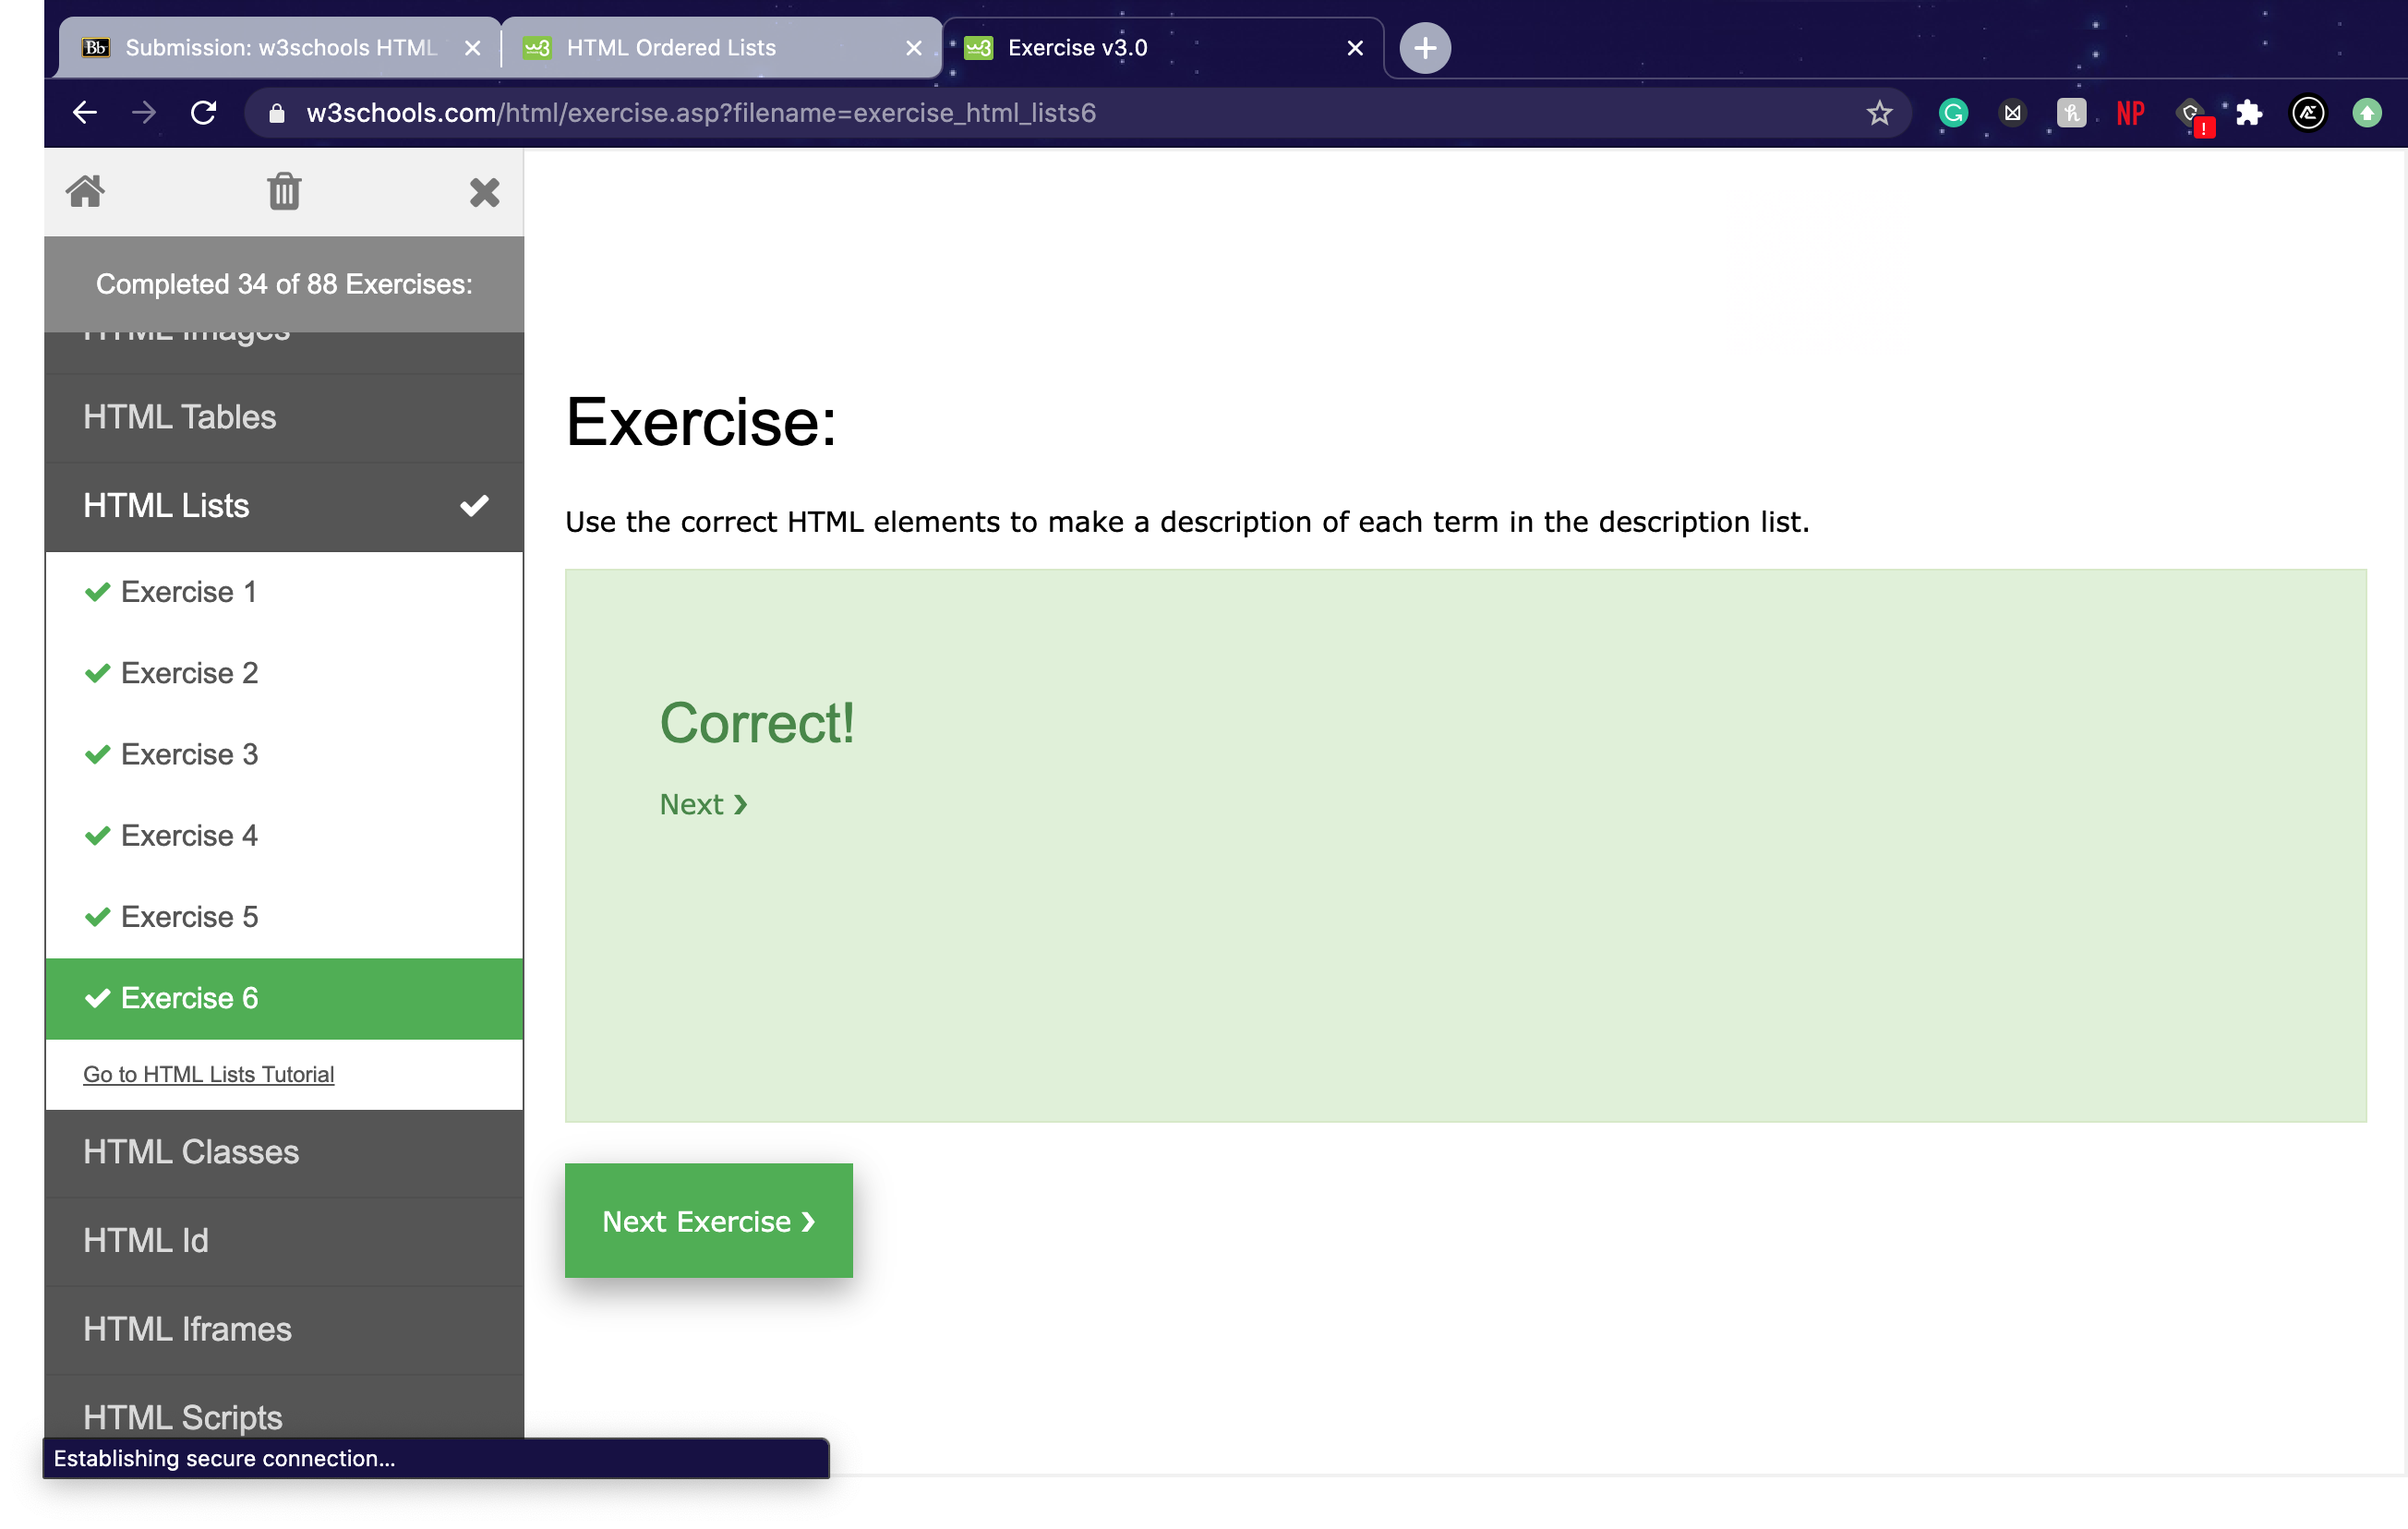 Bb Submission: w3schools HTML
HTML Ordered Lists
Exercise v3.0
w3schools.com/html/exercise.asp?filename=exercise_html_lists6
NP
Completed 34 of 88 Exercises:
HTML Images
HTML Tables
HTML Lists
Exercise 1
Exercise 2
Exercise 3
Exercise 4
Exercise 5
Exercise 6
Go to HTML Lists Tutorial
HTML Classes
HTML Id
HTML Iframes
HTML Scripts
Establishing secure connection...
Exercise:
Use the correct HTML elements to make a description of each term in the description list.
Correct!
Next ❯
Next Exercise ❯